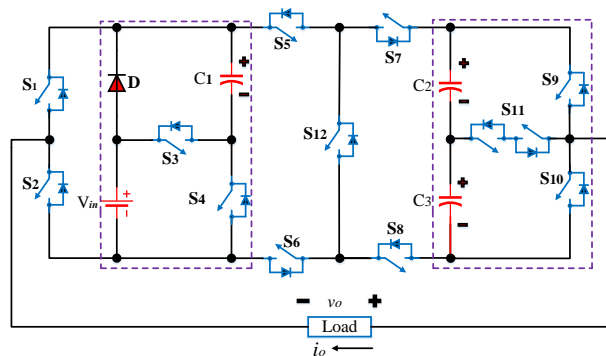 S5
S7
S1
D
C1
+
-
S12
+
C2
-
S9
S11
S3
S2
Vin
+
-
S4
C3
+
-
S10
S6
S8
- vo +
Load
io